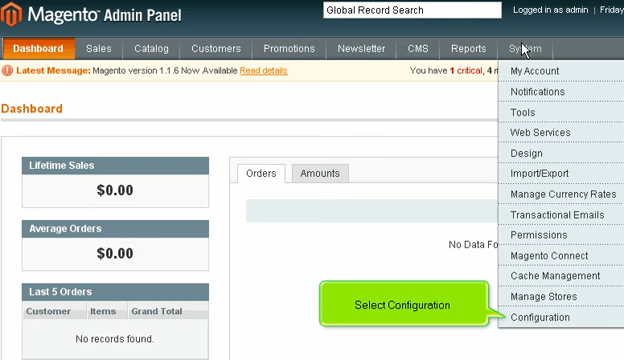 Magento Admin Panel
Global Record Search
Logged in as admin | Friday
Dashboard Sales Catalog Customers Promotions Newsletter CMS Reports System
Latest Message: Magento version 1.1.6 Now Available Read details
You have 1 critical, 4
My Account
Notifications
Tools
Web Services
Design
Import/Export
Manage Currency Rates
Transactional Emails
Permissions
Magento Connect
Cache Management
Manage Stores
Configuration
Dashboard
Lifetime Sales
$0.00
Average Orders
$0.00
Last 5 Orders
Customer Items Grand Total
No records found.
Orders Amounts
No Data Fo
Select Configuration